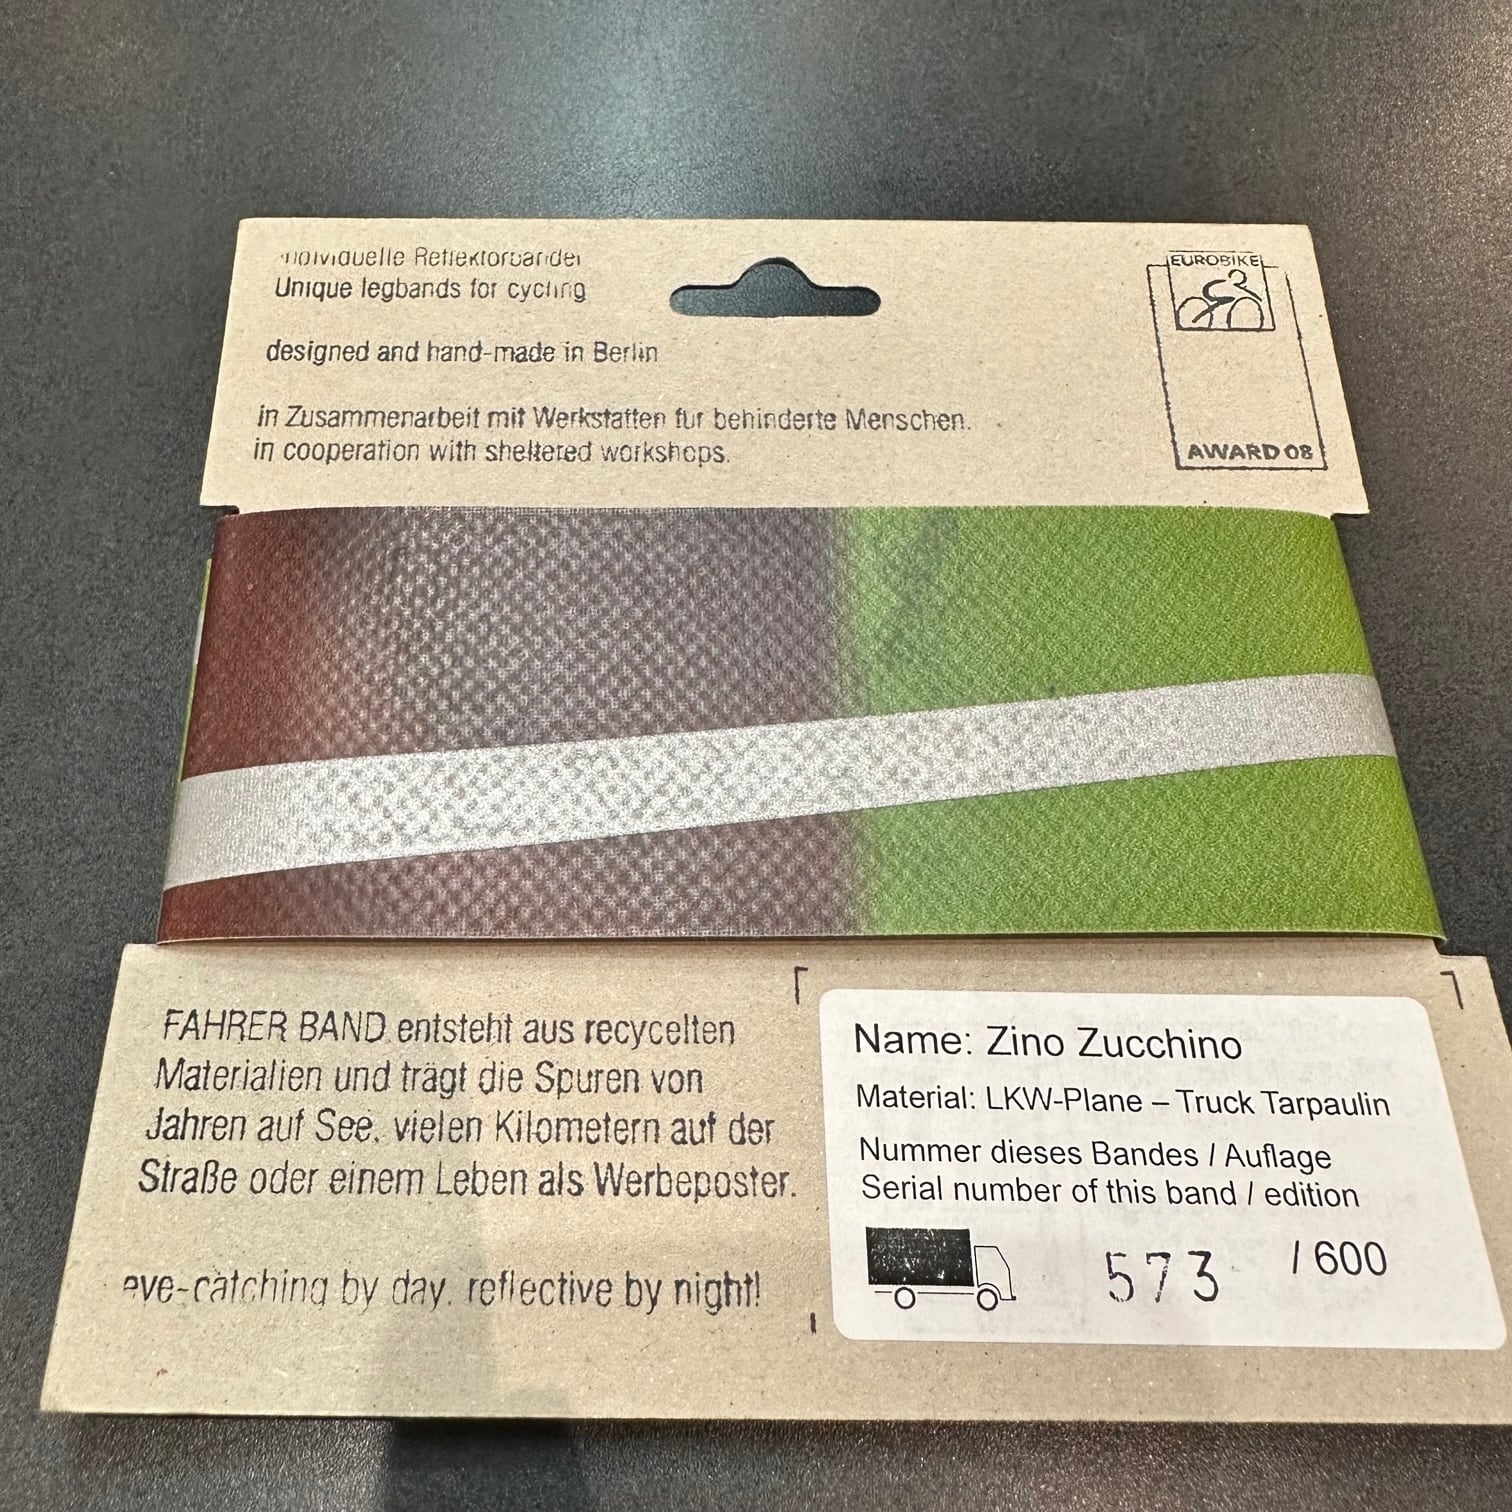 Individuelle Reflektorbänder
Unique legbands for cycling
designed and hand-made in Berlin
in Zusammenarbeit mit Werkstätten für behinderte Menschen.
in cooperation with sheltered workshops.
EUROBIKE
AWARD 08
FAHRER BAND entsteht aus recycelten
Materialien und trägt die Spuren von
Jahren auf See, vielen Kilometern auf der
Straße oder einem Leben als Werbeposter.
eye-catching by day, reflective by night!
Name: Zino Zucchino
Material: LKW-Plane – Truck Tarpaulin
Nummer dieses Bandes / Auflage
Serial number of this band / edition
573 / 600